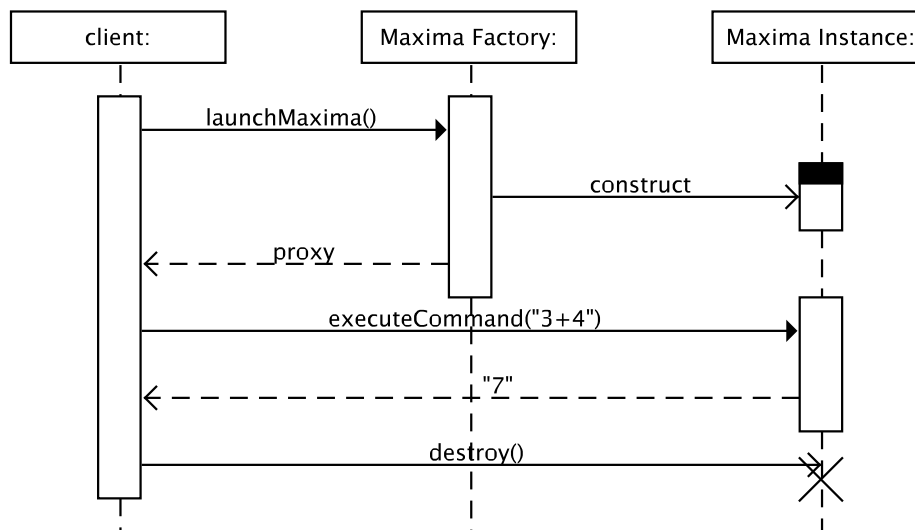 client:
Maxima Factory:
Maxima Instance:
launchMaxima()
construct
proxy
executeCommand("3+4")
"7"
destroy()